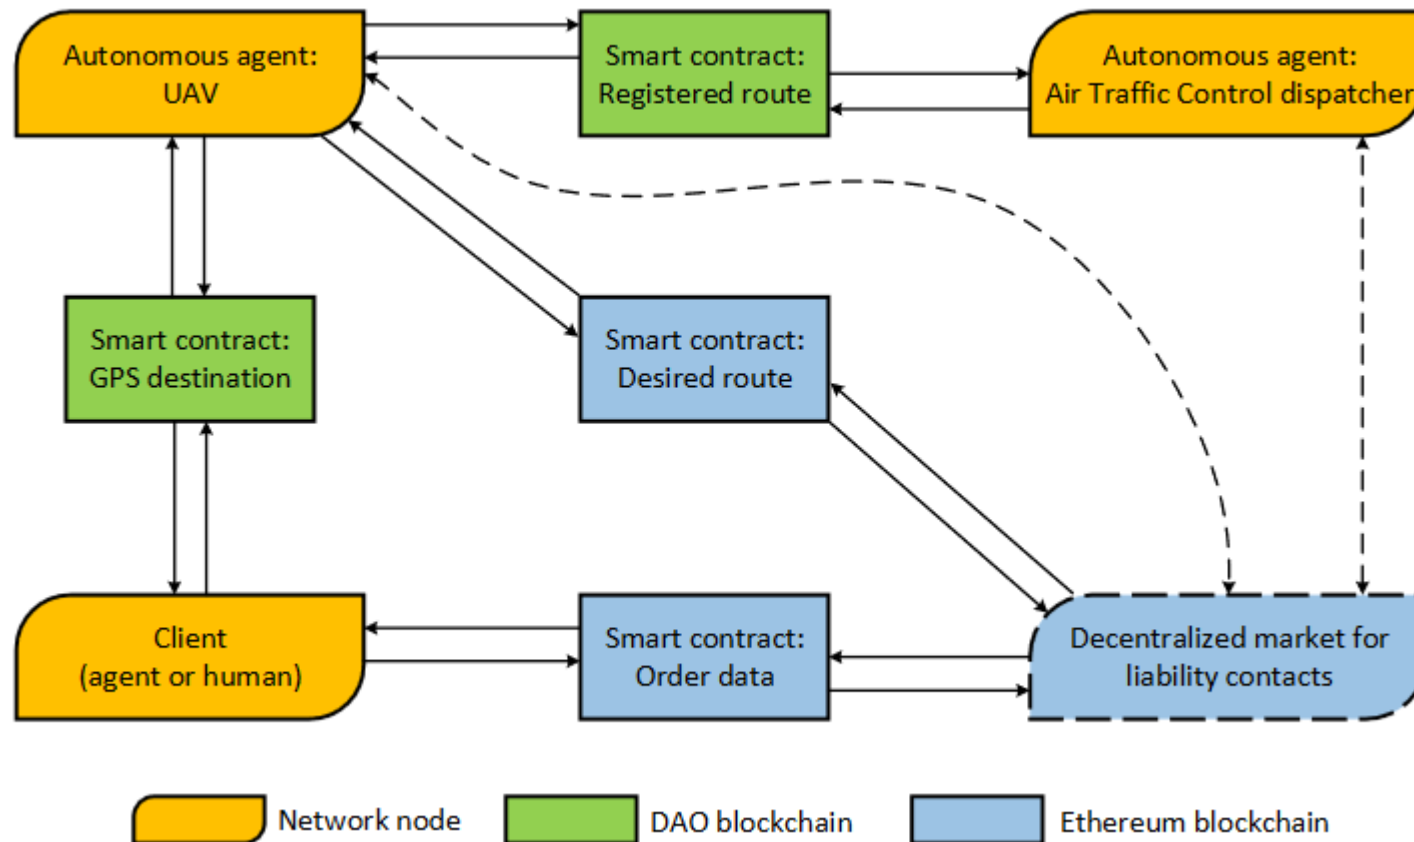 Autonomous agent:
UAV
Smart contract:
Registered route
Autonomous agent:
Air Traffic Control dispatcher
Smart contract:
GPS destination
Smart contract:
Desired route
Client
(agent or human)
Smart contract:
Order data
Decentralized market for
liability contacts
Network node
DAO blockchain
Ethereum blockchain